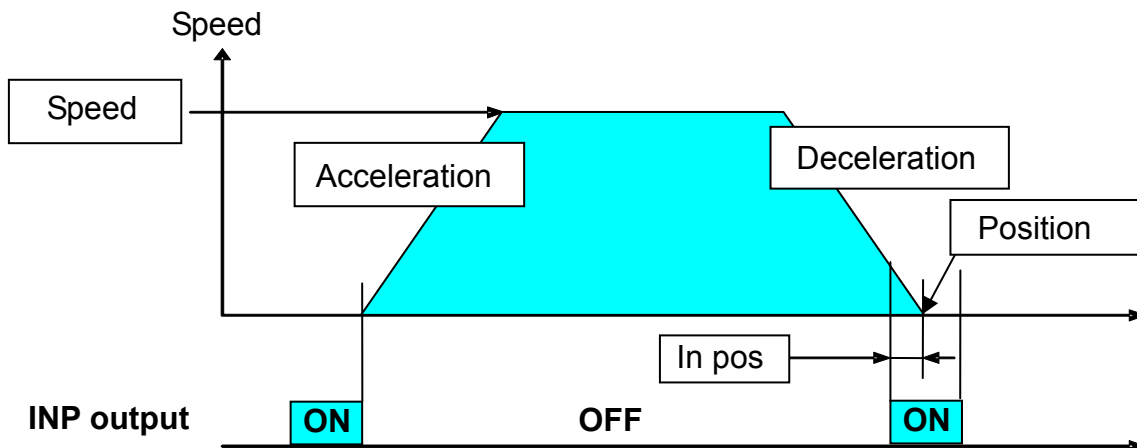 Speed
Speed
Acceleration
Deceleration
Position
In pos
INP output ON OFF ON